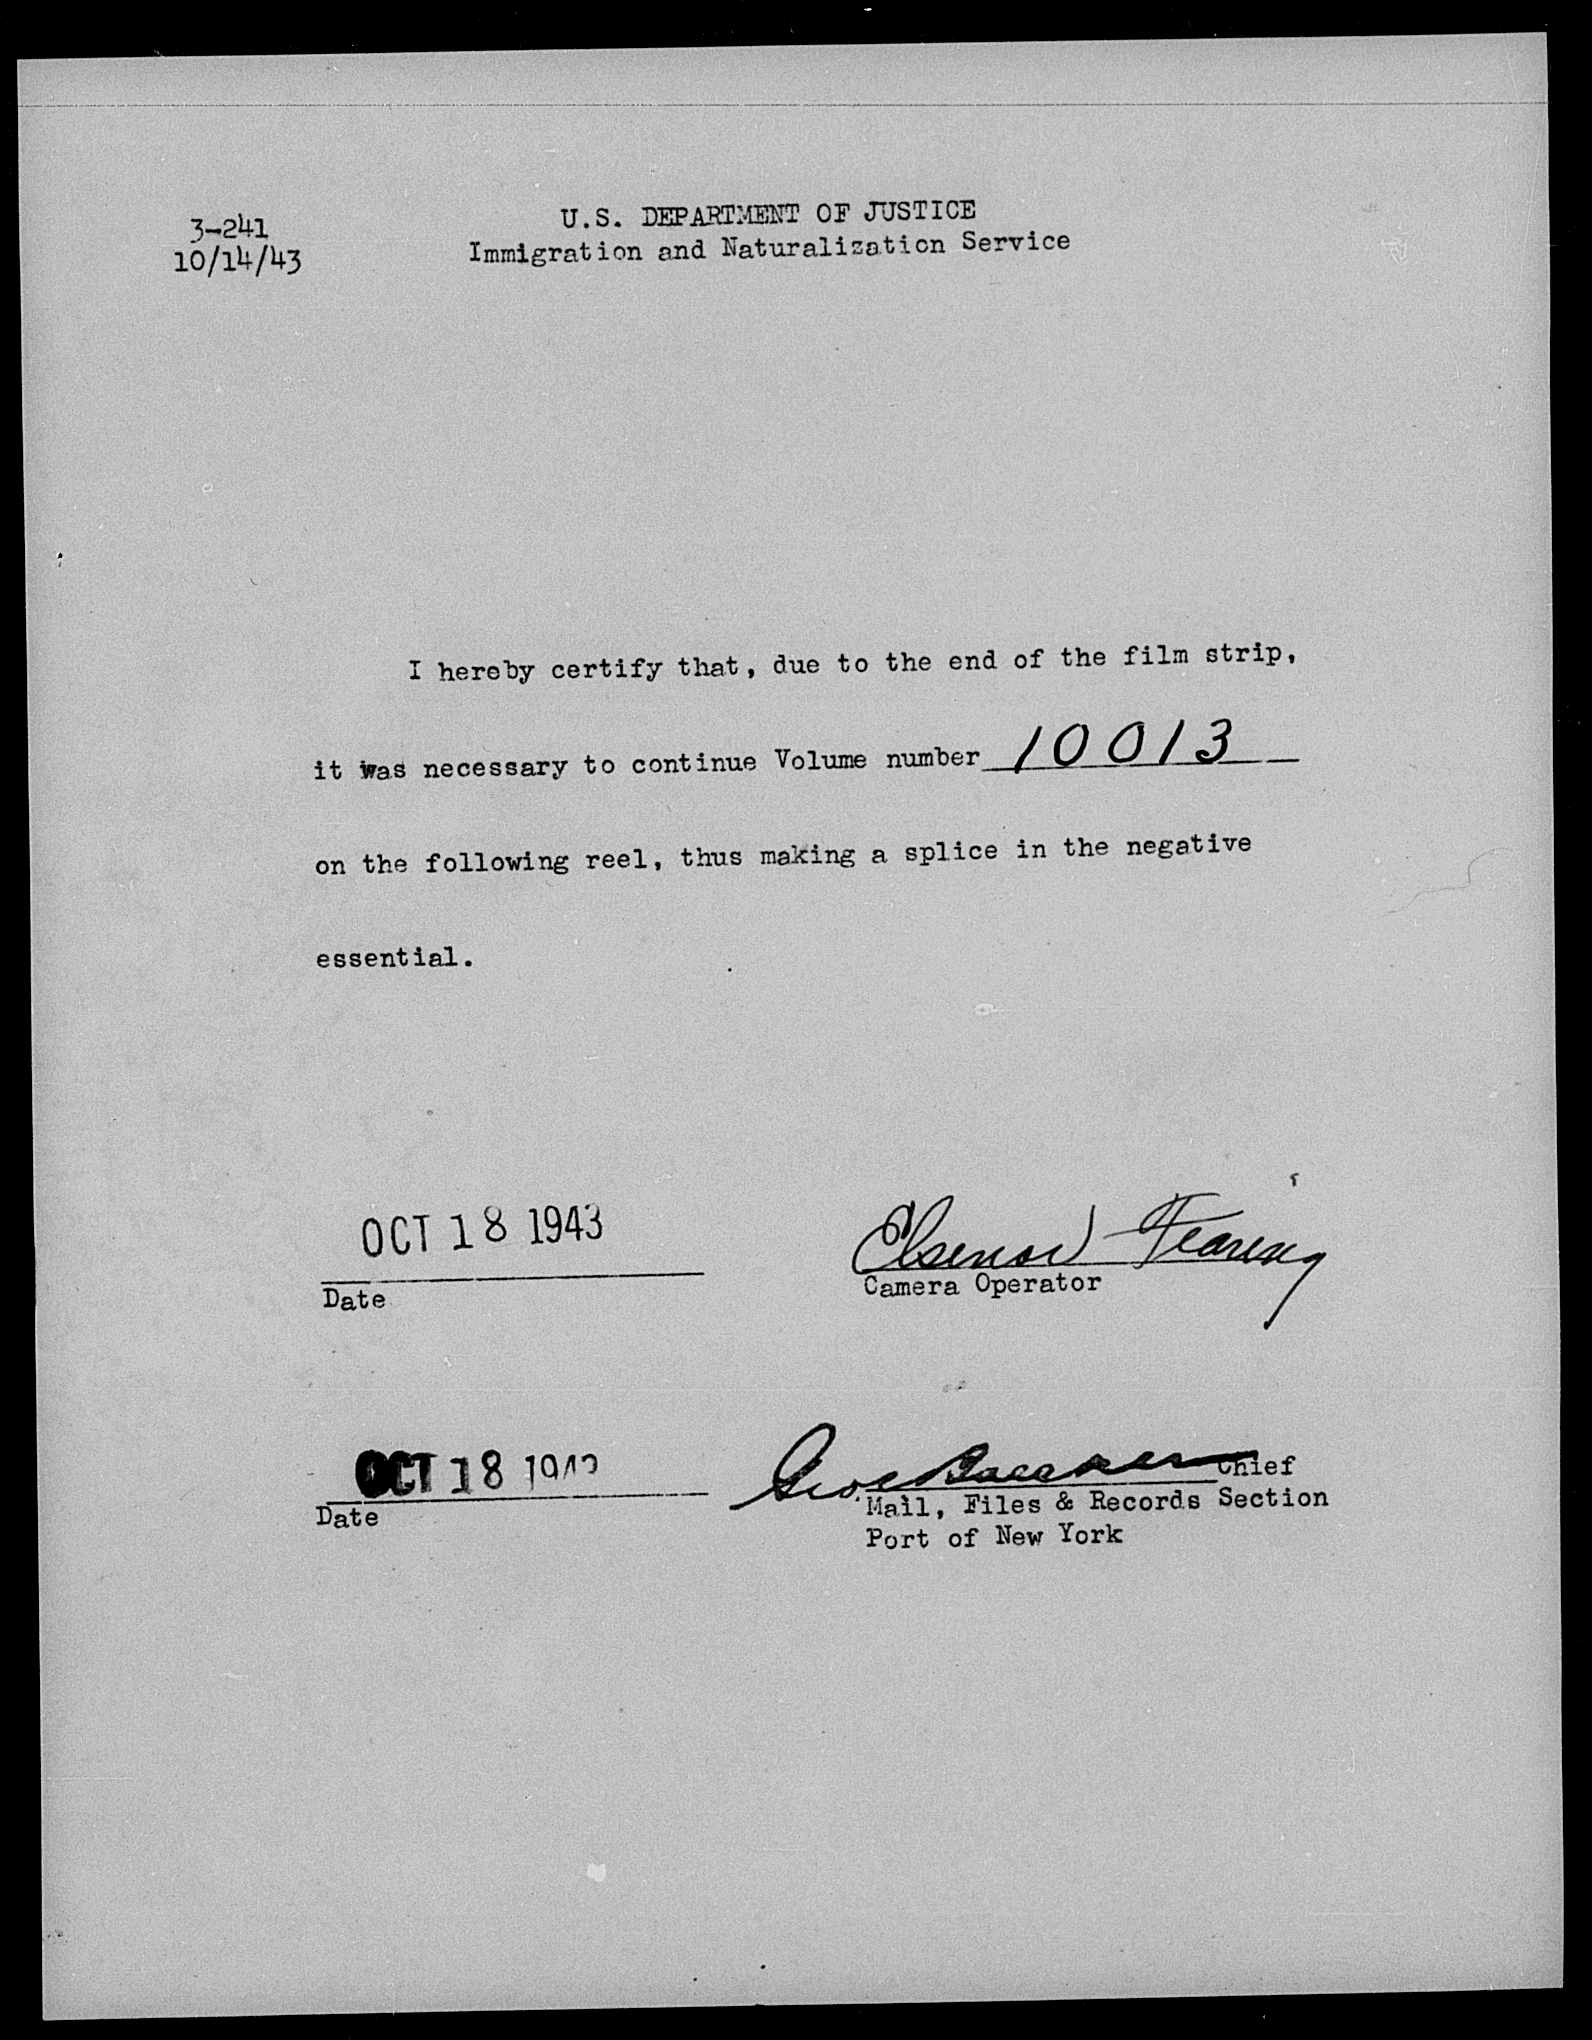 3-241
10/14/43
U.S. DEPARTMENT OF JUSTICE
Immigration and Naturalization Service
I hereby certify that, due to the end of the film strip,
it was necessary to continue Volume number 10013
on the following reel, thus making a splice in the negative
essential.
OCT 18 1943
Date
Fearing
Camera Operator
OCT 18
Date
Geo
Chief
Mail, Files & Records Section
Port of New York